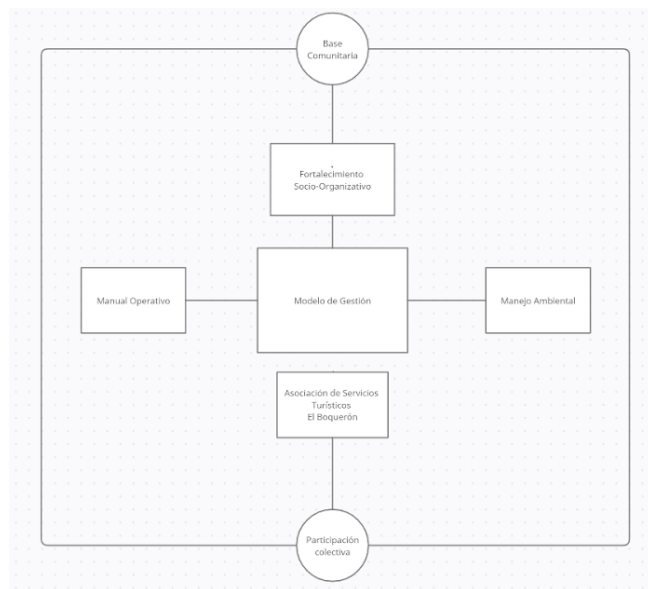 Base
Comunitaria
Fortalecimiento
Socio-Organizativo
Manual Operativo
Modelo de Gestión
Manejo Ambiental
Asociación de Servicios
Turísticos
El Boquerón
Participación
colectiva